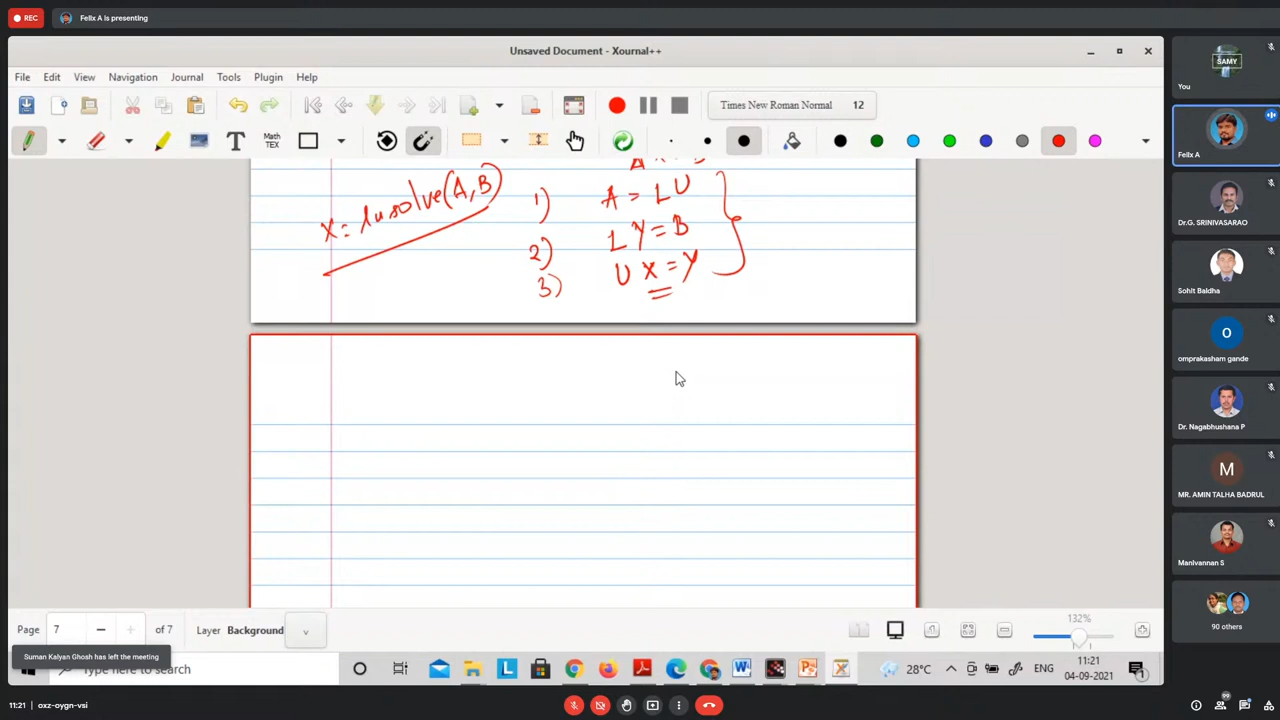 REC
Felix A is presenting
Unsaved Document - Xournal++
File Edit View Navigation Journal Tools Plugin Help
Times New Roman Normal 12
T Math TEX
X = lusolve(A,B)
1) A = LU
2) LY = B
3) UX = Y
SAMY
You
Felix A
Dr.G. SRINIVASARAO
Sohit Baldha
O
omprakasham gande
Dr. Nagabhushana P
M
MR. AMIN TALHA BADRUL
Manivannan S
90 others
Page 7 of 7 Layer Background 132%
Suman Kalyan Ghosh has left the meeting
Type here to search
L W P 28°C ENG 11:21
04-09-2021
1
11:21 oxz-oygn-vsi
99